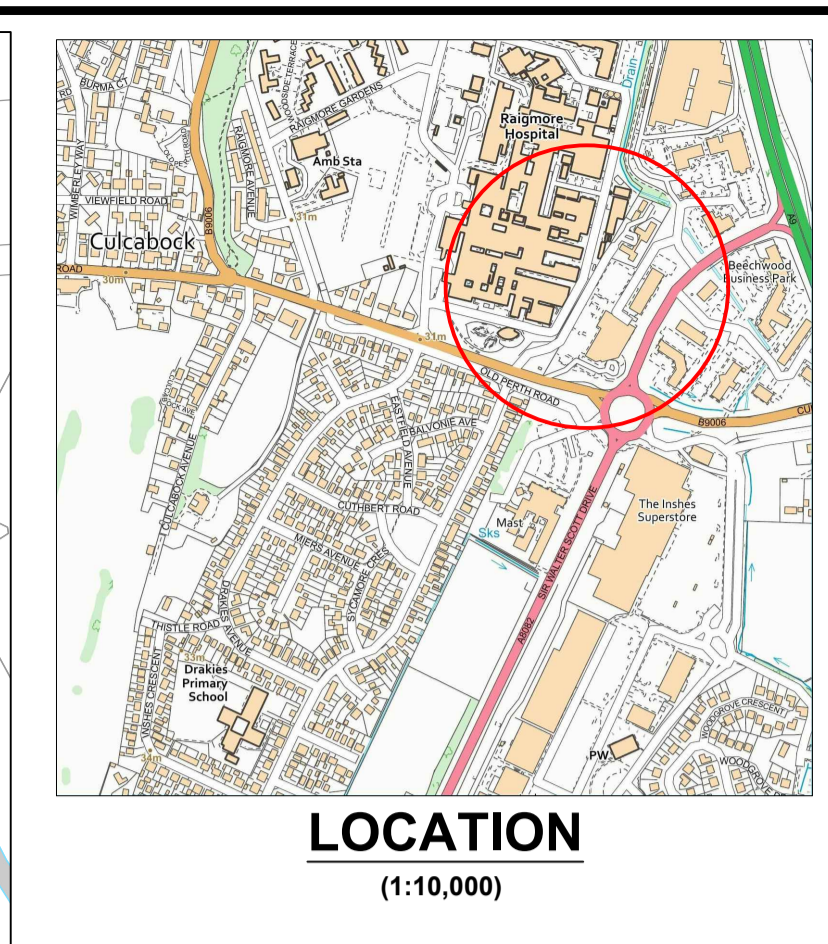 BURMA CT
RD
WOODSIDE TERRACE
RAIGMORE GARDENS
Raigmore
Hospital
Drain
Amb Sta
WIMBERLEY WAY
RAIGMORE AVENUE
VIEWFIELD ROAD
B9006
31m
A9
Culcabock
ROAD
30m
Beechwood
Business Park
31m
OLD PERTH ROAD
B9006
CU
EASTFIELD AVENUE
BALVONIE AVE
CULCABOCK AVENUE
CUTHBERT ROAD
Mast
Sks
The Inshes
Superstore
MIERS AVENUE
SYCAMORE CRES
SIR WALTER SCOTT DRIVE
A8082
DRAKIES AVENUE
THISTLE ROAD
33m
Drakies
Primary
School
INSHES CRESCENT
34m
WOODGROVE CRESCENT
PW
WOODGROVE
LOCATION
(1:10,000)